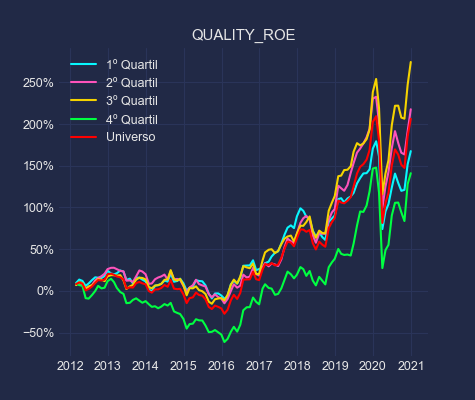 QUALITY_ROE
1º Quartil
2º Quartil
3º Quartil
4º Quartil
Universo
250%
200%
150%
100%
50%
0%
−50%
2012 2013 2014 2015 2016 2017 2018 2019 2020 2021